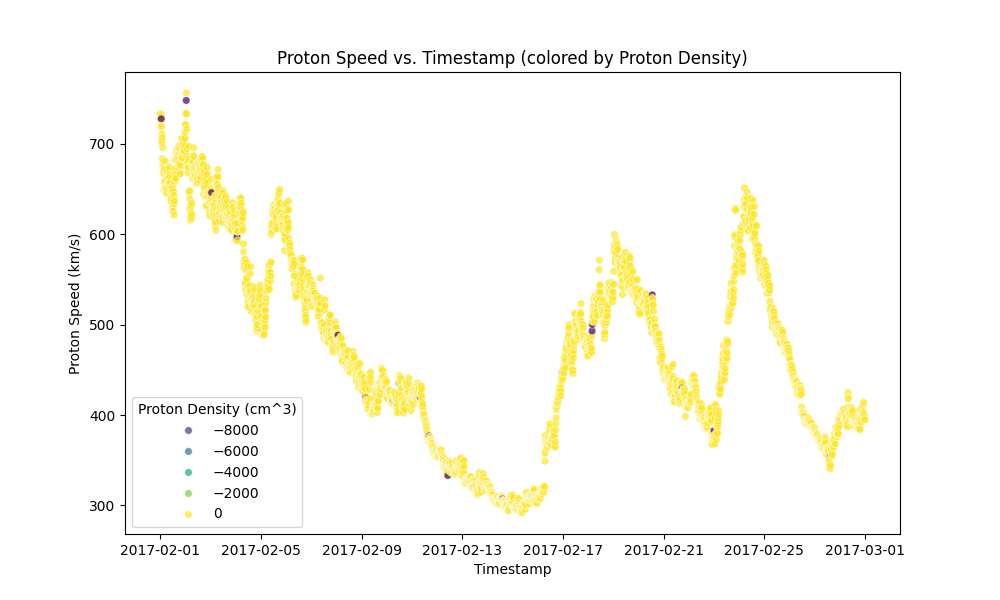 Proton Speed vs. Timestamp (colored by Proton Density)
Proton Speed (km/s)
700
600
500
400
300
Proton Density (cm^3)
−8000
−6000
−4000
−2000
0
2017-02-01 2017-02-05 2017-02-09 2017-02-13 2017-02-17 2017-02-21 2017-02-25 2017-03-01
Timestamp